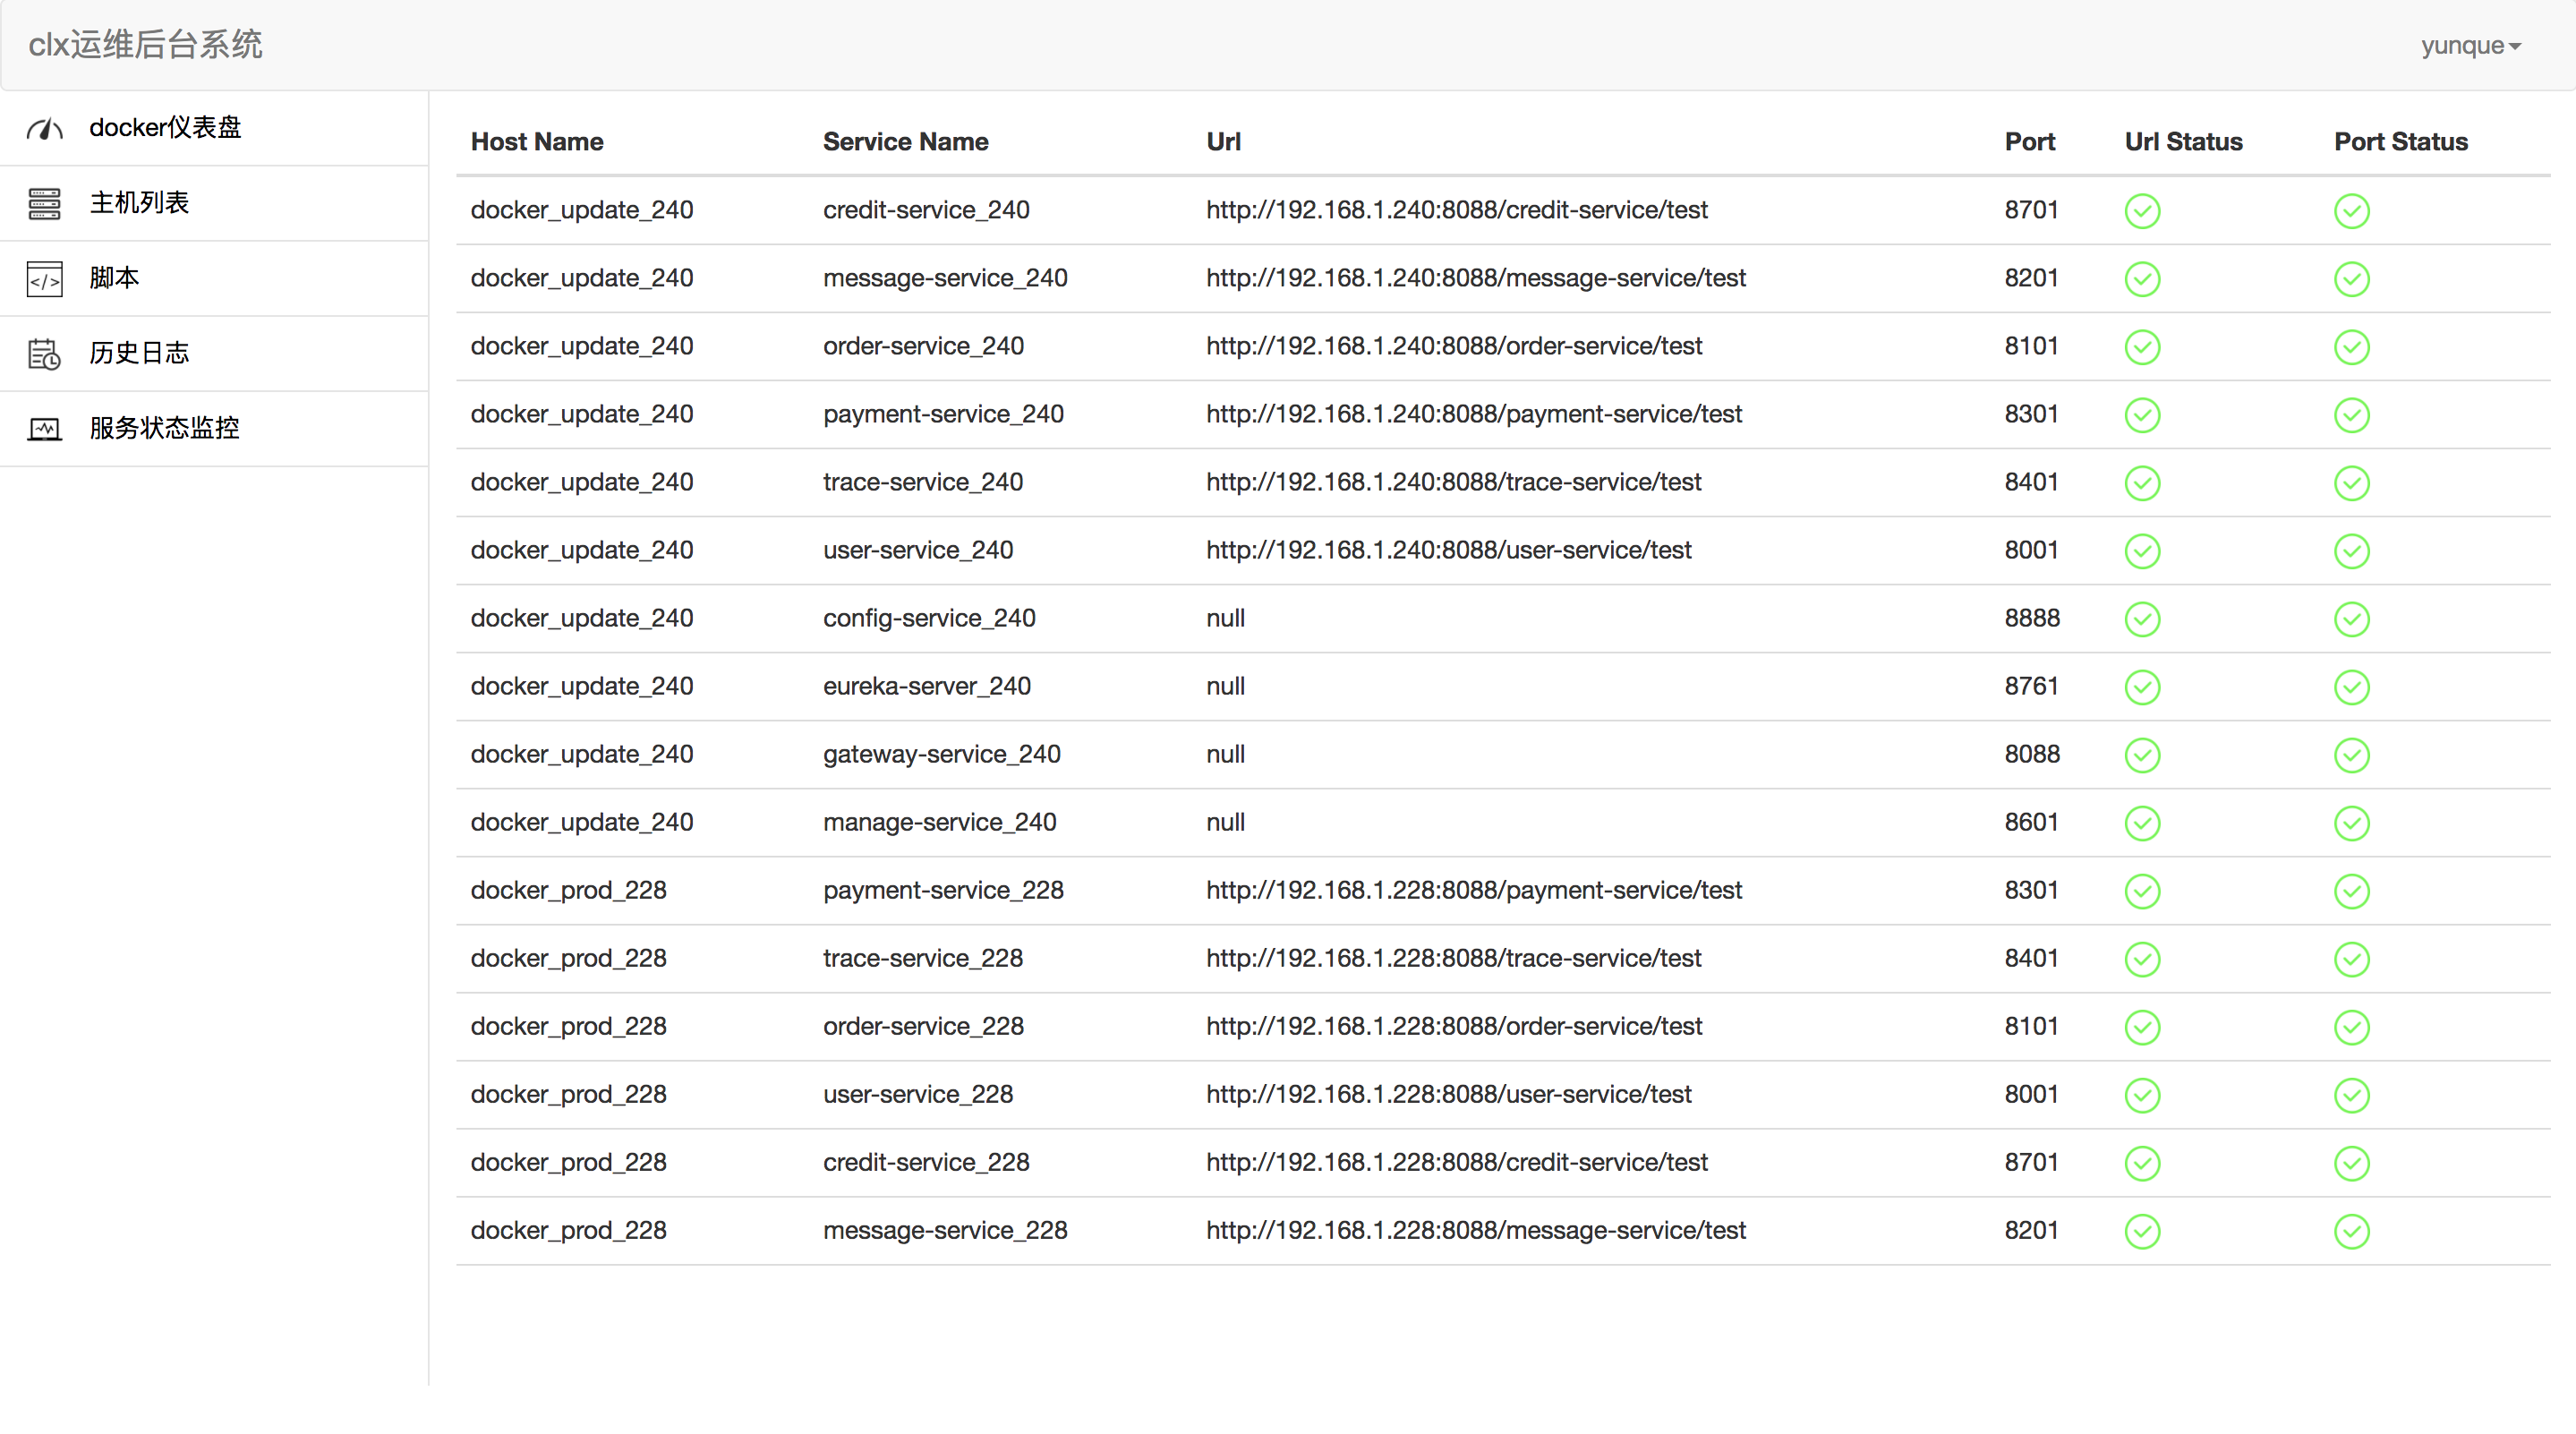 clx运维后台系统
yunque
docker仪表盘
主机列表
脚本
历史日志
服务状态监控
Host Name Service Name Url Port Url Status Port Status
docker_update_240 credit-service_240 http://192.168.1.240:8088/credit-service/test 8701
docker_update_240 message-service_240 http://192.168.1.240:8088/message-service/test 8201
docker_update_240 order-service_240 http://192.168.1.240:8088/order-service/test 8101
docker_update_240 payment-service_240 http://192.168.1.240:8088/payment-service/test 8301
docker_update_240 trace-service_240 http://192.168.1.240:8088/trace-service/test 8401
docker_update_240 user-service_240 http://192.168.1.240:8088/user-service/test 8001
docker_update_240 config-service_240 null 8888
docker_update_240 eureka-server_240 null 8761
docker_update_240 gateway-service_240 null 8088
docker_update_240 manage-service_240 null 8601
docker_prod_228 payment-service_228 http://192.168.1.228:8088/payment-service/test 8301
docker_prod_228 trace-service_228 http://192.168.1.228:8088/trace-service/test 8401
docker_prod_228 order-service_228 http://192.168.1.228:8088/order-service/test 8101
docker_prod_228 user-service_228 http://192.168.1.228:8088/user-service/test 8001
docker_prod_228 credit-service_228 http://192.168.1.228:8088/credit-service/test 8701
docker_prod_228 message-service_228 http://192.168.1.228:8088/message-service/test 8201